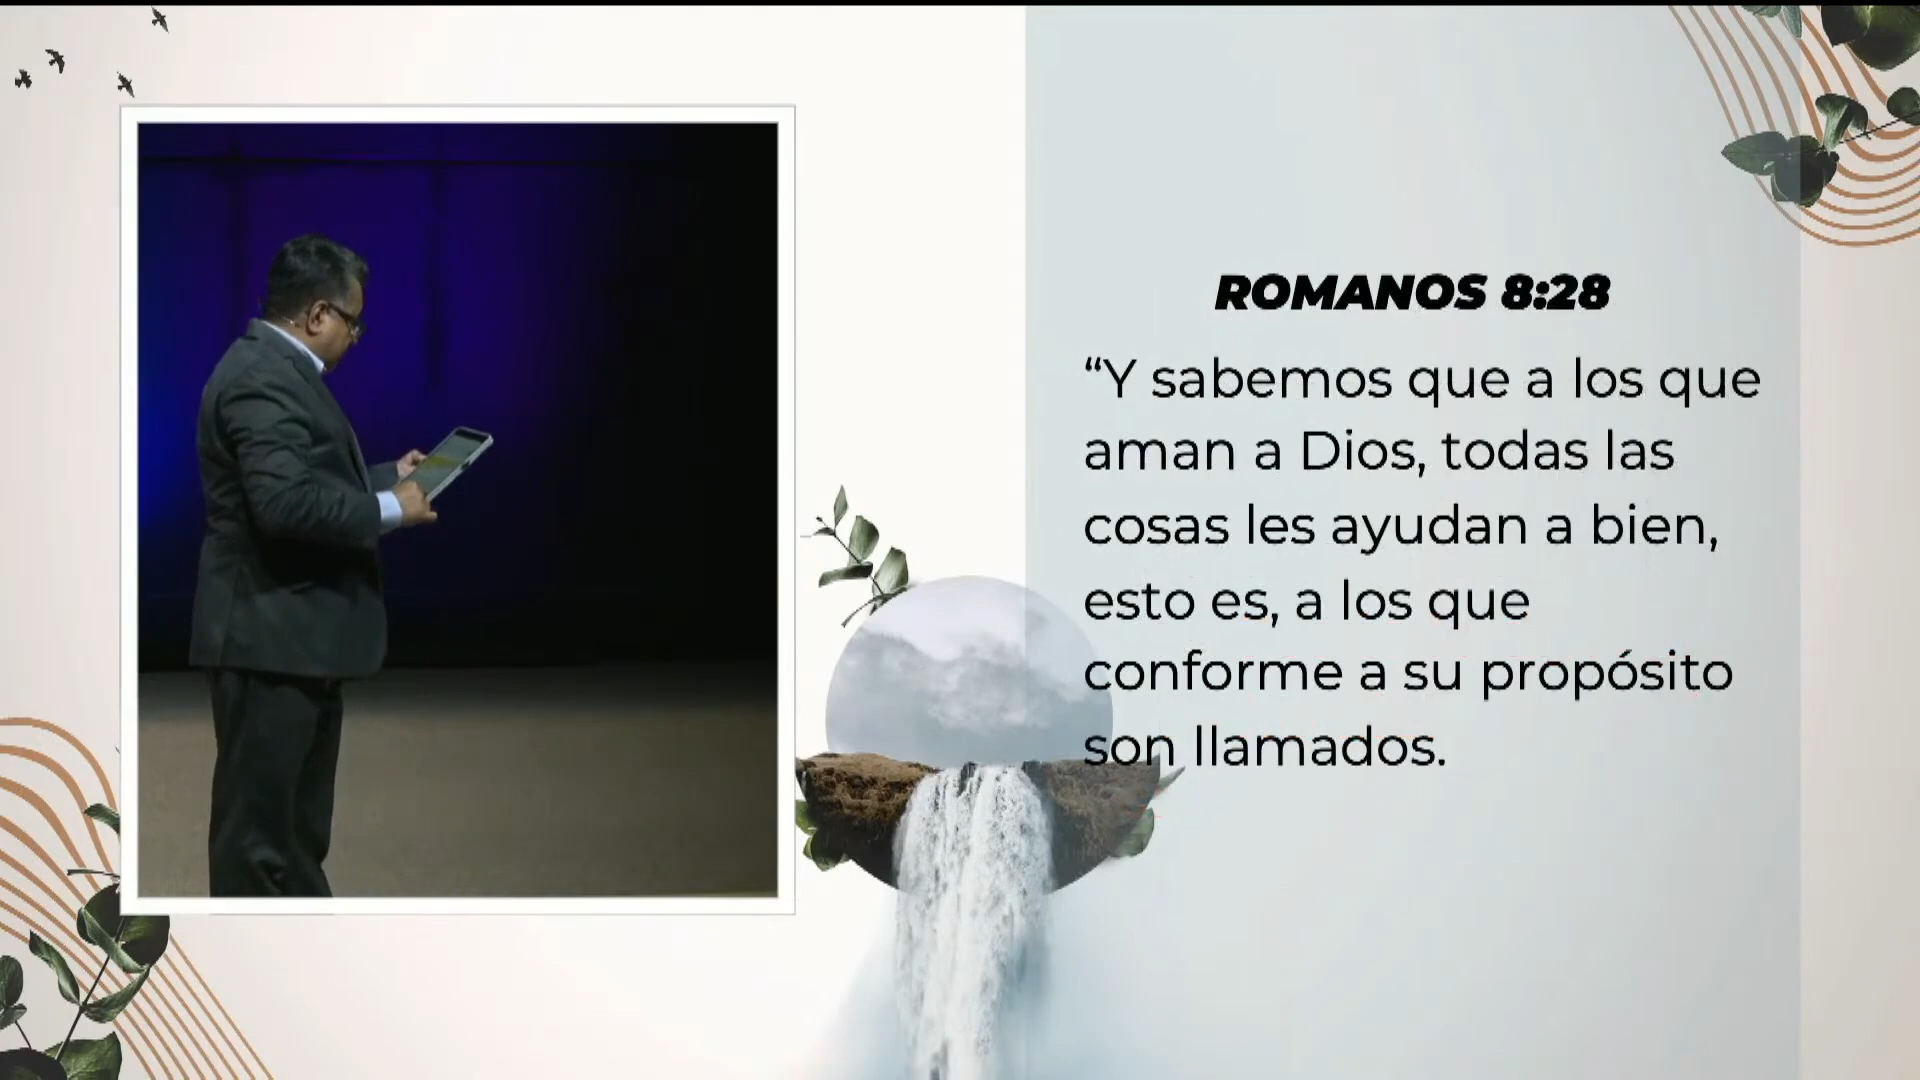 ROMANOS 8:28
“Y sabemos que a los que
aman a Dios, todas las
cosas les ayudan a bien,
esto es, a los que
conforme a su propósito
son llamados.